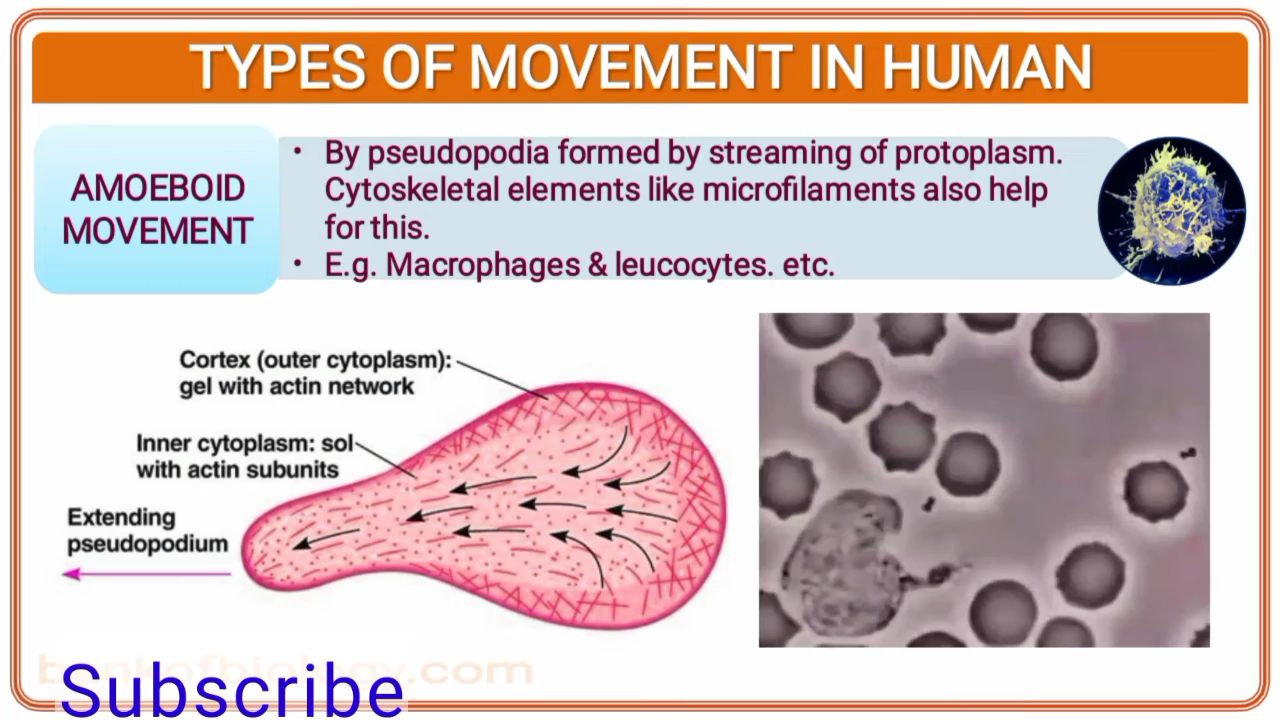 TYPES OF MOVEMENT IN HUMAN
AMOEBOID
MOVEMENT
• By pseudopodia formed by streaming of protoplasm.
Cytoskeletal elements like microfilaments also help
for this.
• E.g. Macrophages & leucocytes. etc.
Cortex (outer cytoplasm):
gel with actin network
Inner cytoplasm: sol
with actin subunits
Extending
pseudopodium
bankofbiology.com
Subscribe